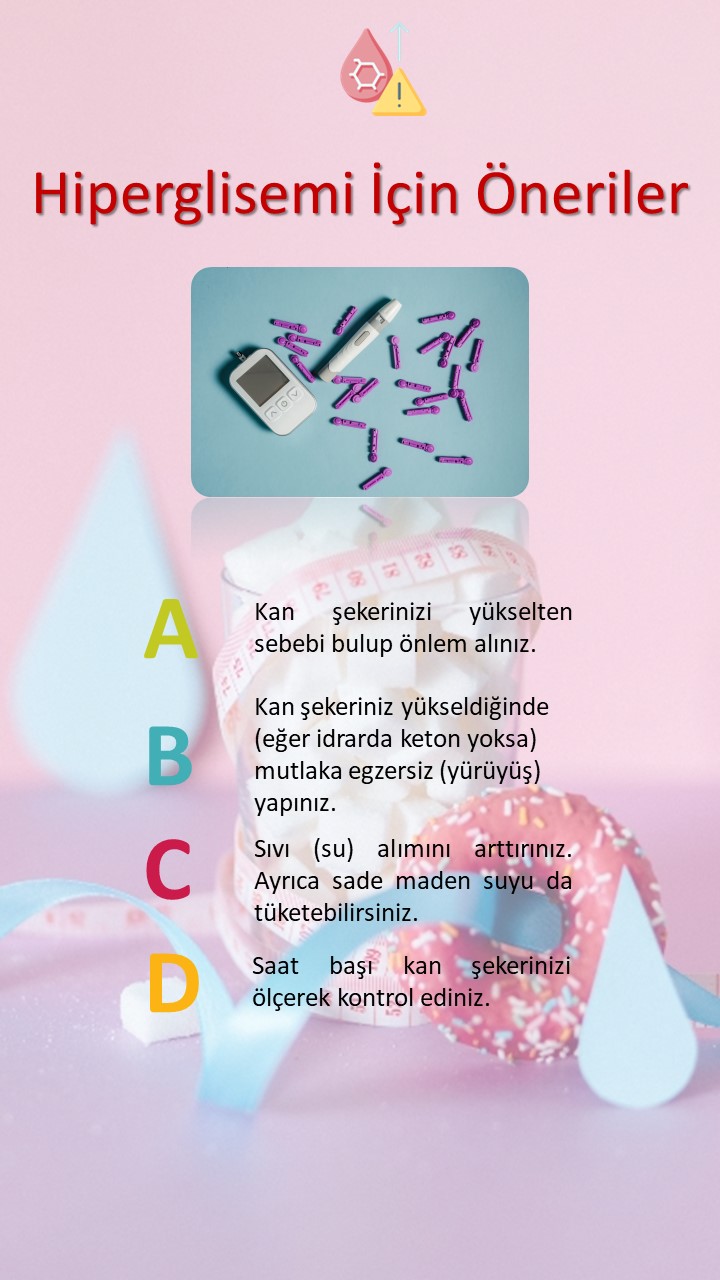 Hiperglisemi İçin Öneriler
A
Kan şekerinizi yükselten
sebebi bulup önlem alınız.
B
Kan şekeriniz yükseldiğinde
(eğer idrarda keton yoksa)
mutlaka egzersiz (yürüyüş)
yapınız.
C
Sıvı (su) alımını arttırınız.
Ayrıca sade maden suyu da
tüketebilirsiniz.
D
Saat başı kan şekerinizi
ölçerek kontrol ediniz.